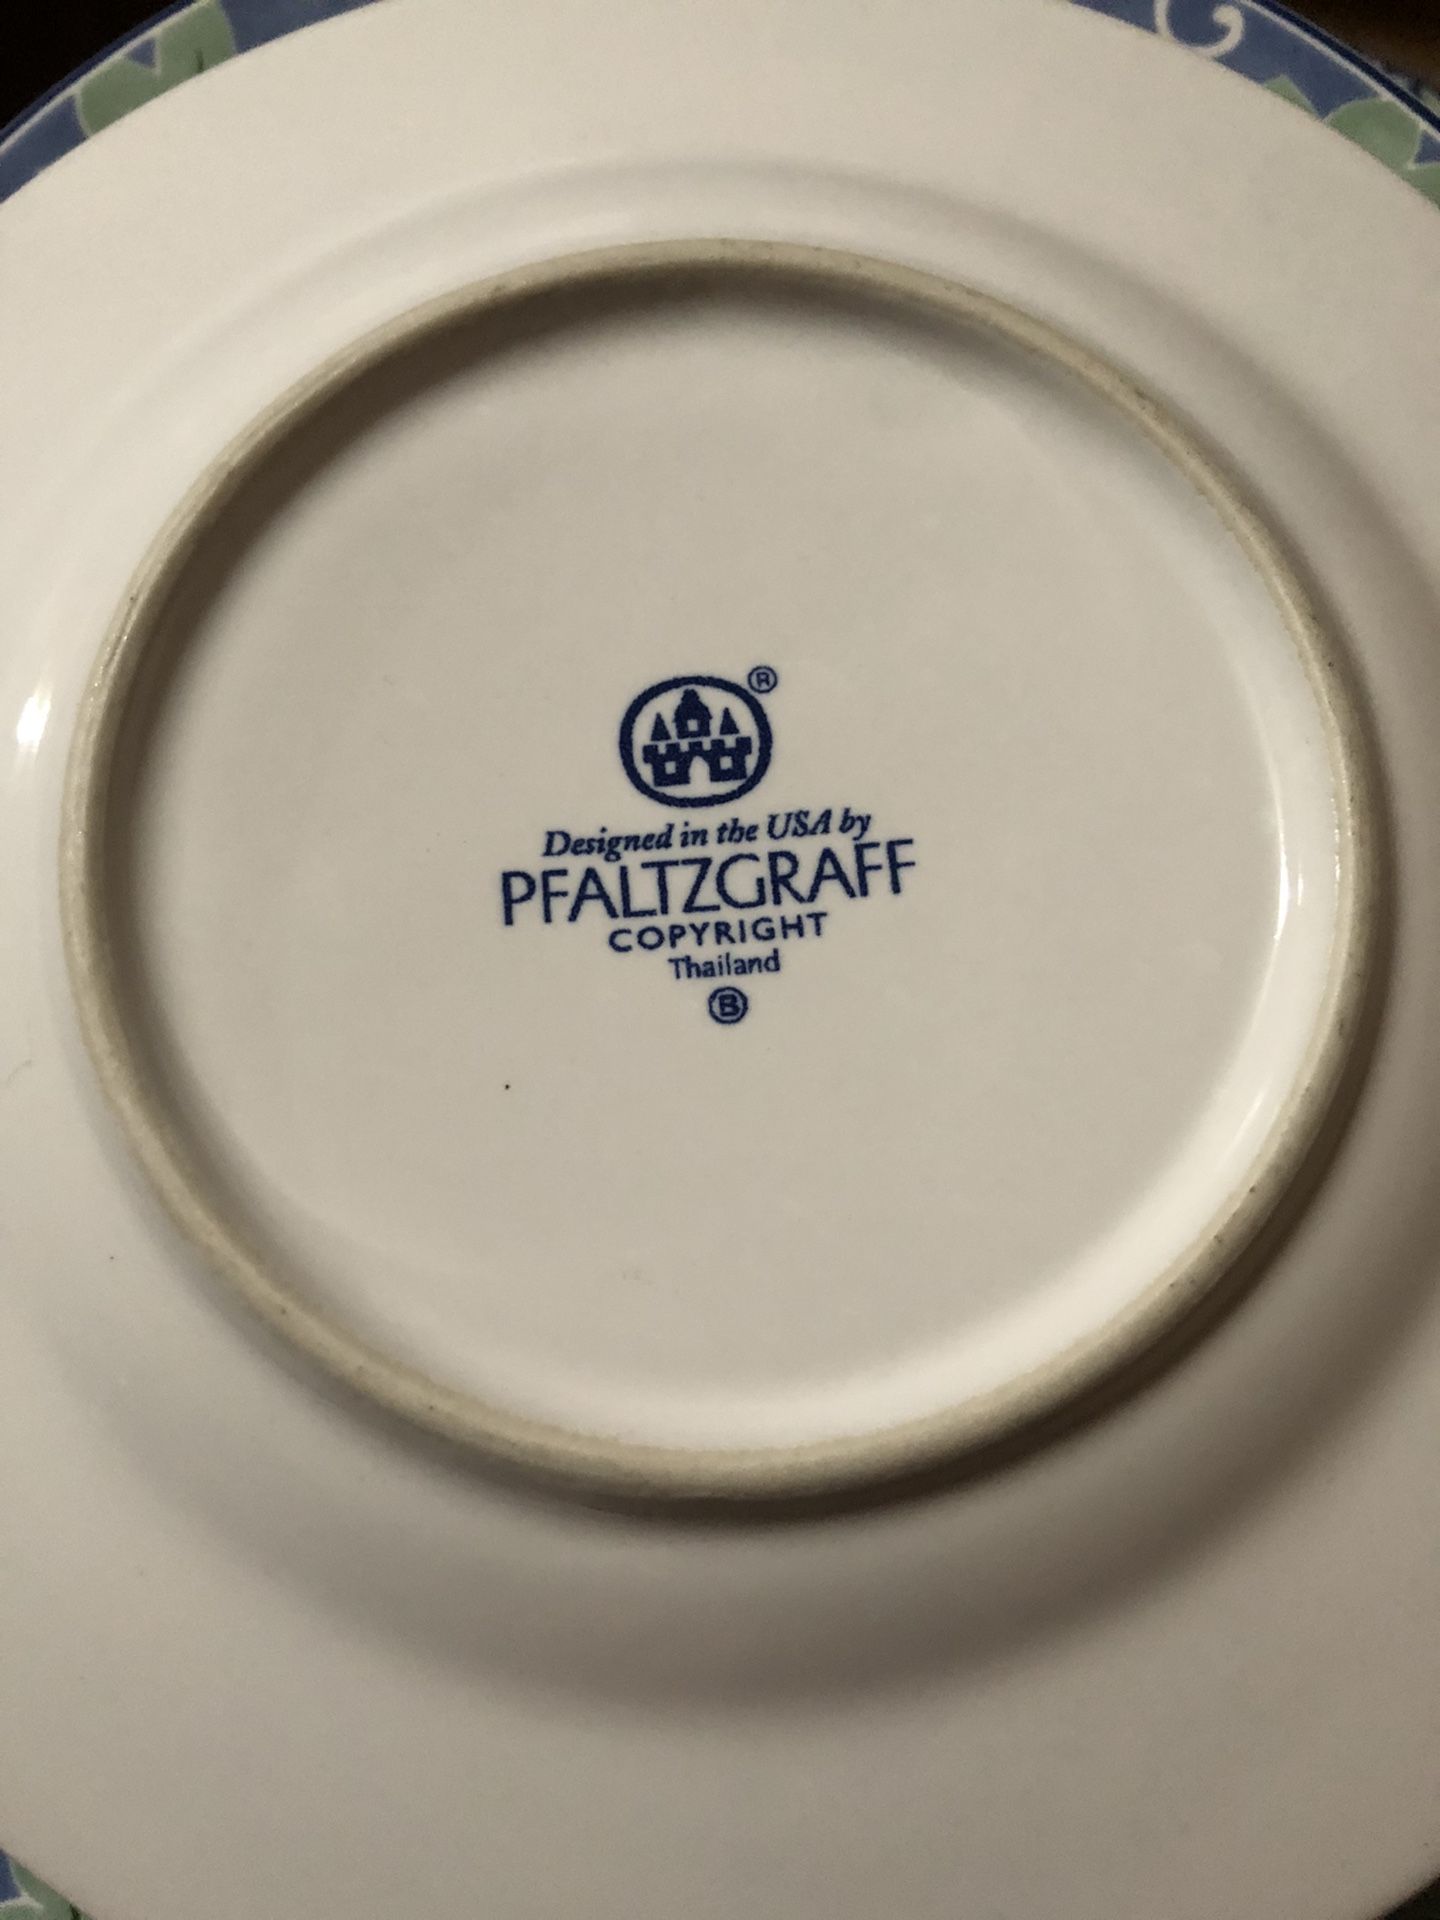 ®
Designed in the USA by
PFALTZGRAFF
COPYRIGHT
Thailand
B